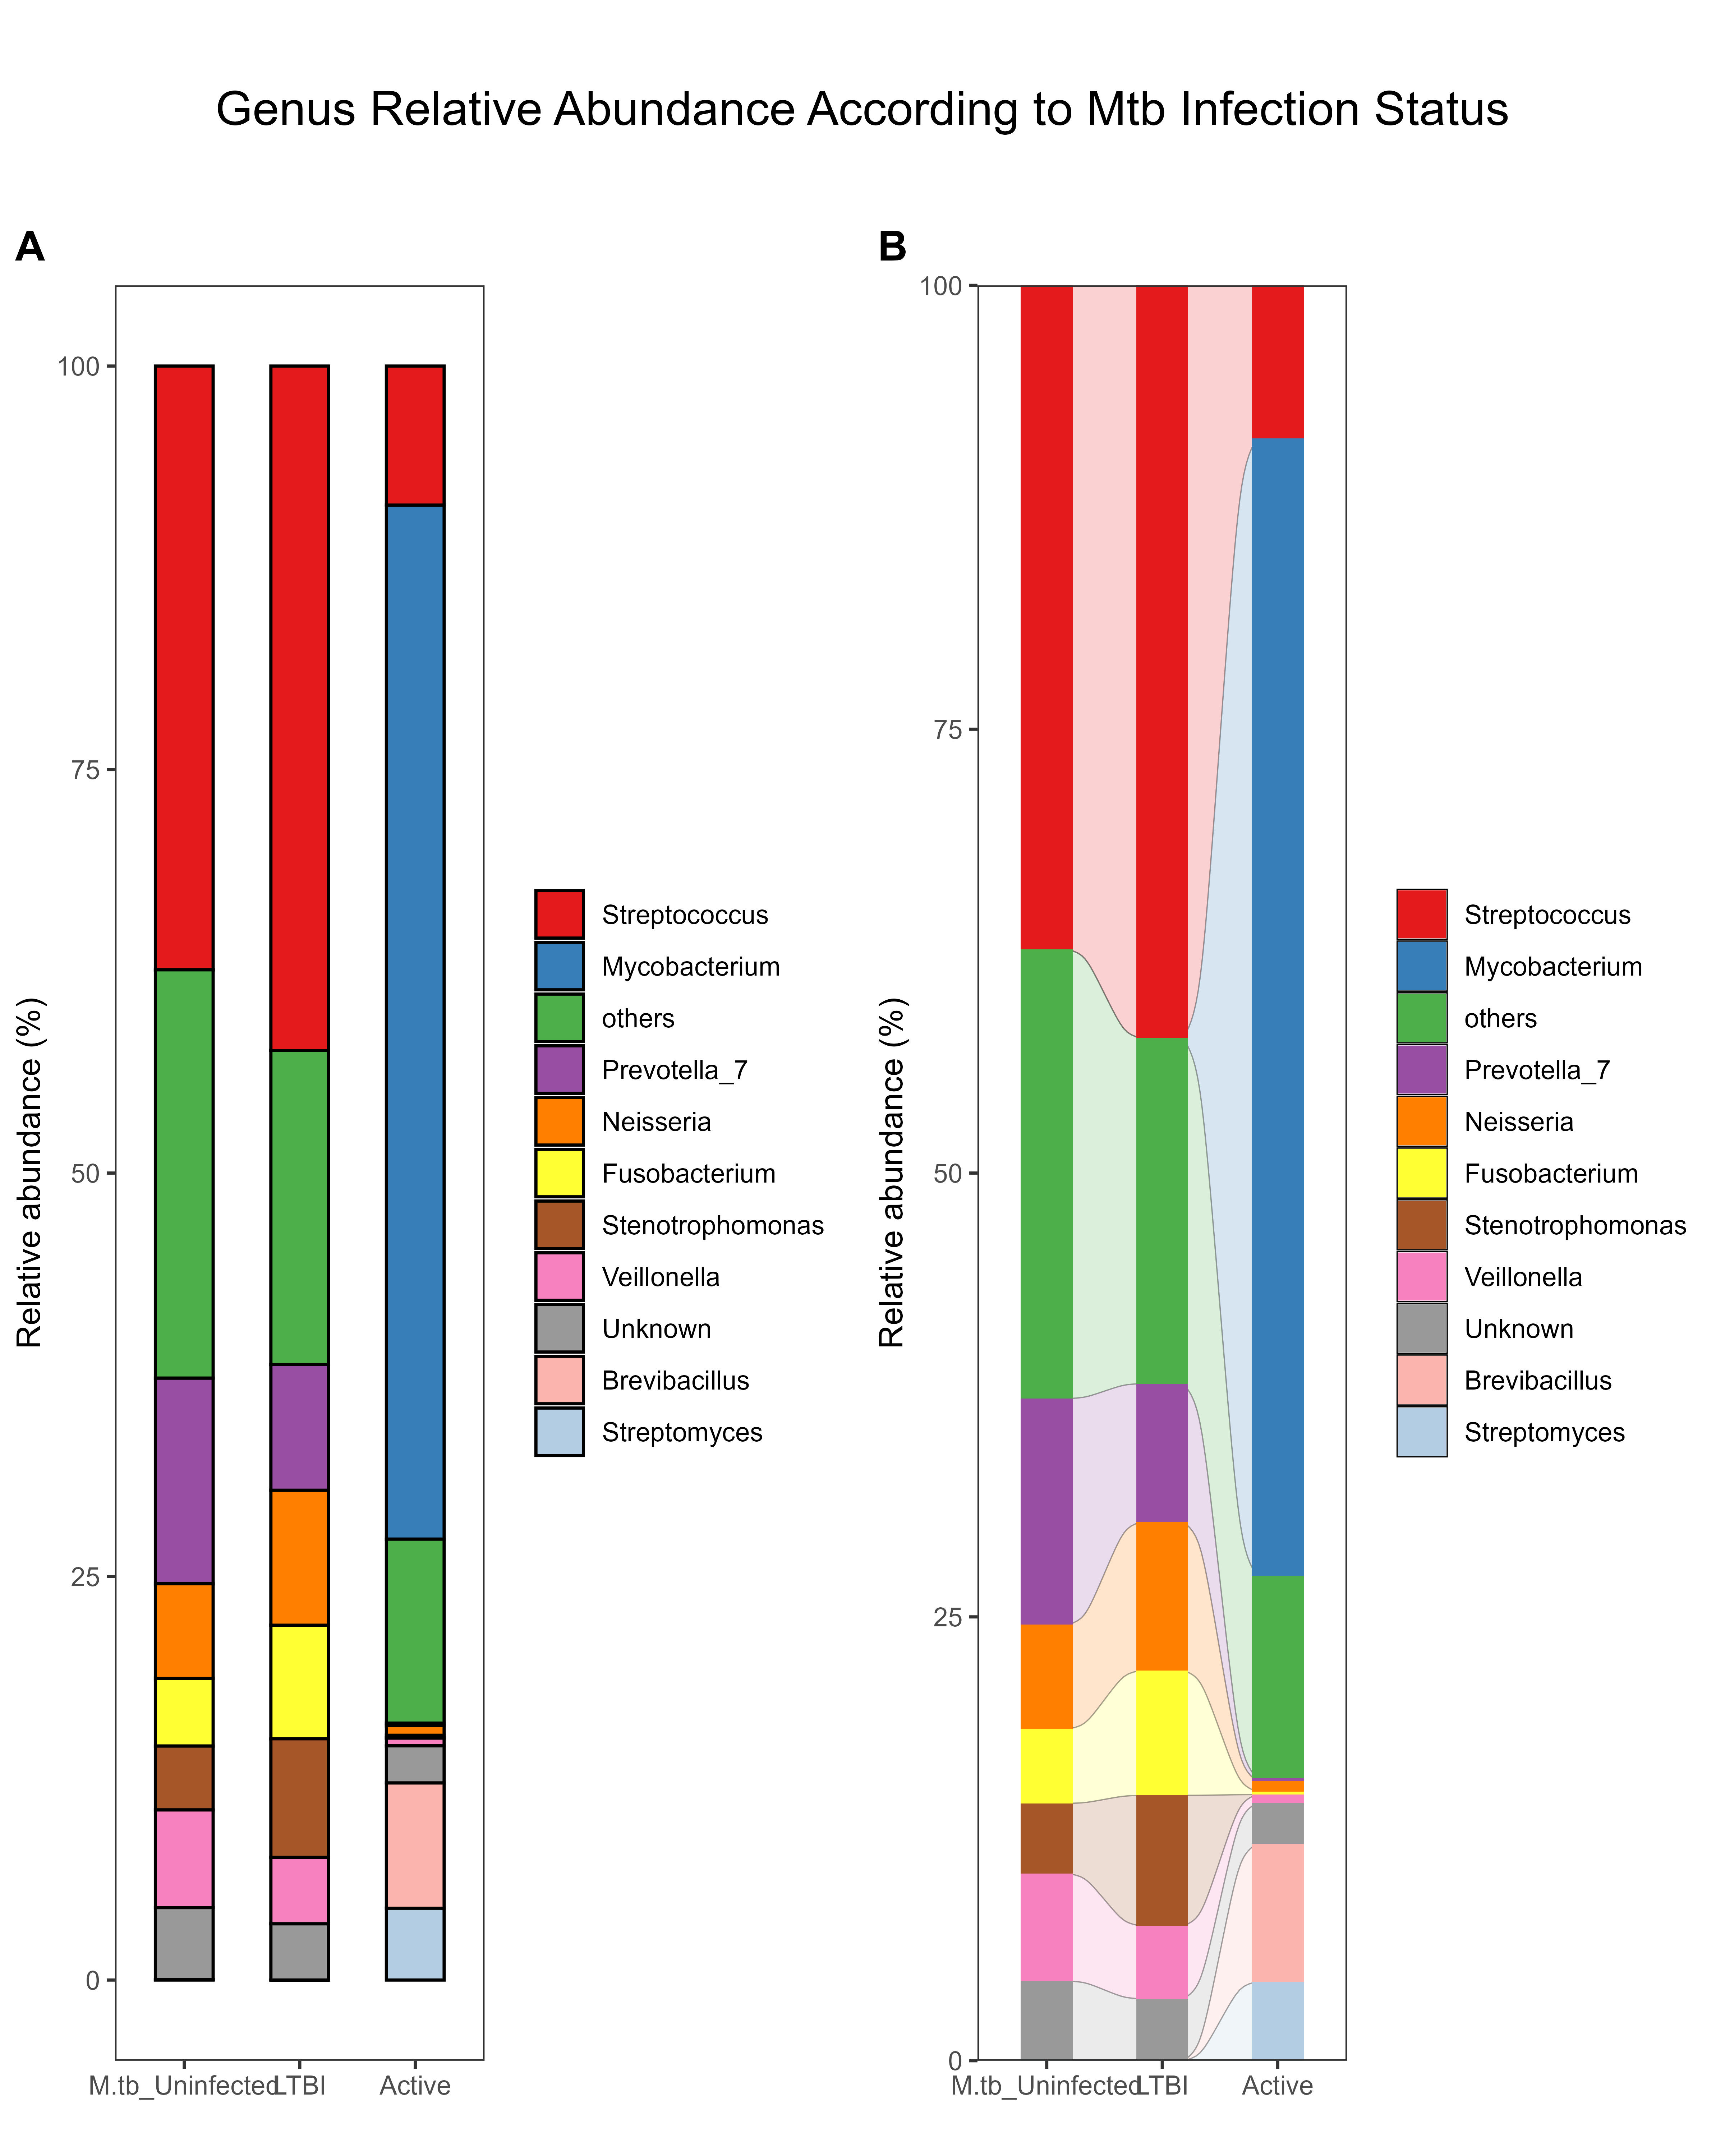 Genus Relative Abundance According to Mtb Infection Status
A
Relative abundance (%)
100
75
50
25
0
M.tb_Uninfected
LTBI
Active
Streptococcus
Mycobacterium
others
Prevotella_7
Neisseria
Fusobacterium
Stenotrophomonas
Veillonella
Unknown
Brevibacillus
Streptomyces
B
Relative abundance (%)
100
75
50
25
0
M.tb_Uninfected
LTBI
Active
Streptococcus
Mycobacterium
others
Prevotella_7
Neisseria
Fusobacterium
Stenotrophomonas
Veillonella
Unknown
Brevibacillus
Streptomyces